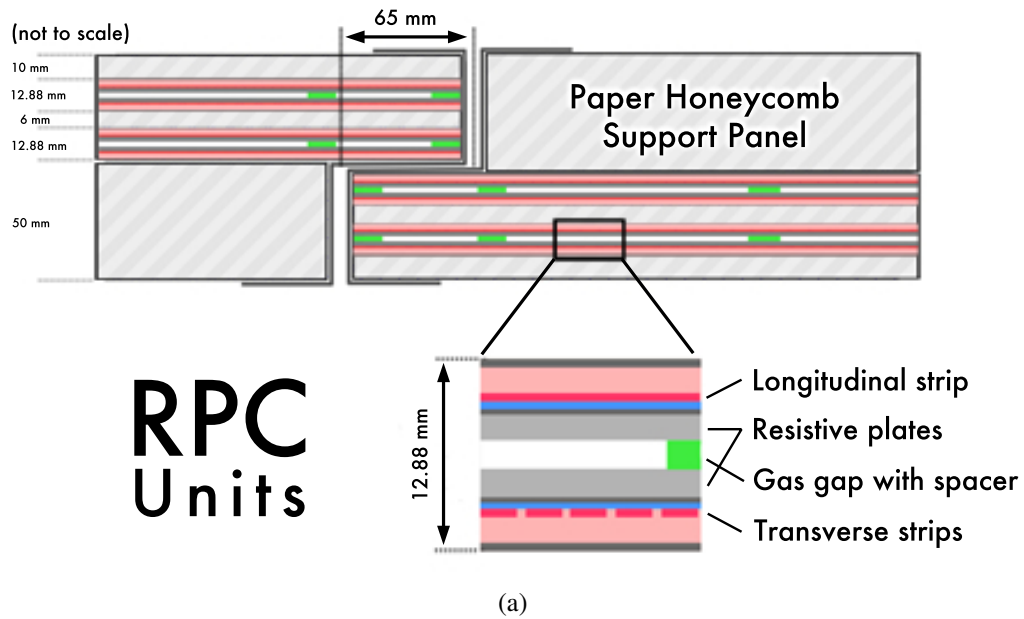 (not to scale)
65 mm
10 mm
12.88 mm
6 mm
12.88 mm
50 mm
Paper Honeycomb
Support Panel
RPC
Units
12.88 mm
Longitudinal strip
Resistive plates
Gas gap with spacer
Transverse strips
(a)